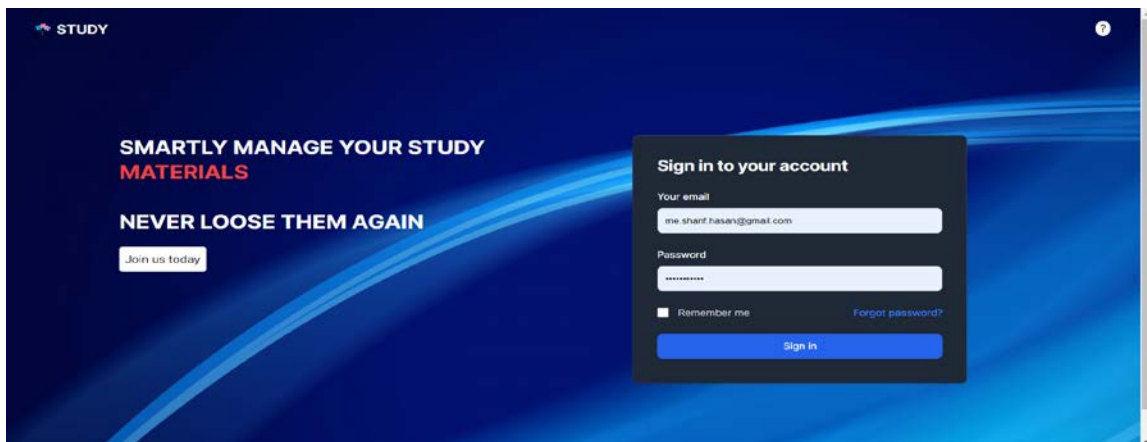 STUDY
?
SMARTLY MANAGE YOUR STUDY
MATERIALS
NEVER LOOSE THEM AGAIN
Join us today
Sign in to your account
Your email
me.sharif.hasan@gmail.com
Password
•••••••••••
Remember me
Forgot password?
Sign in